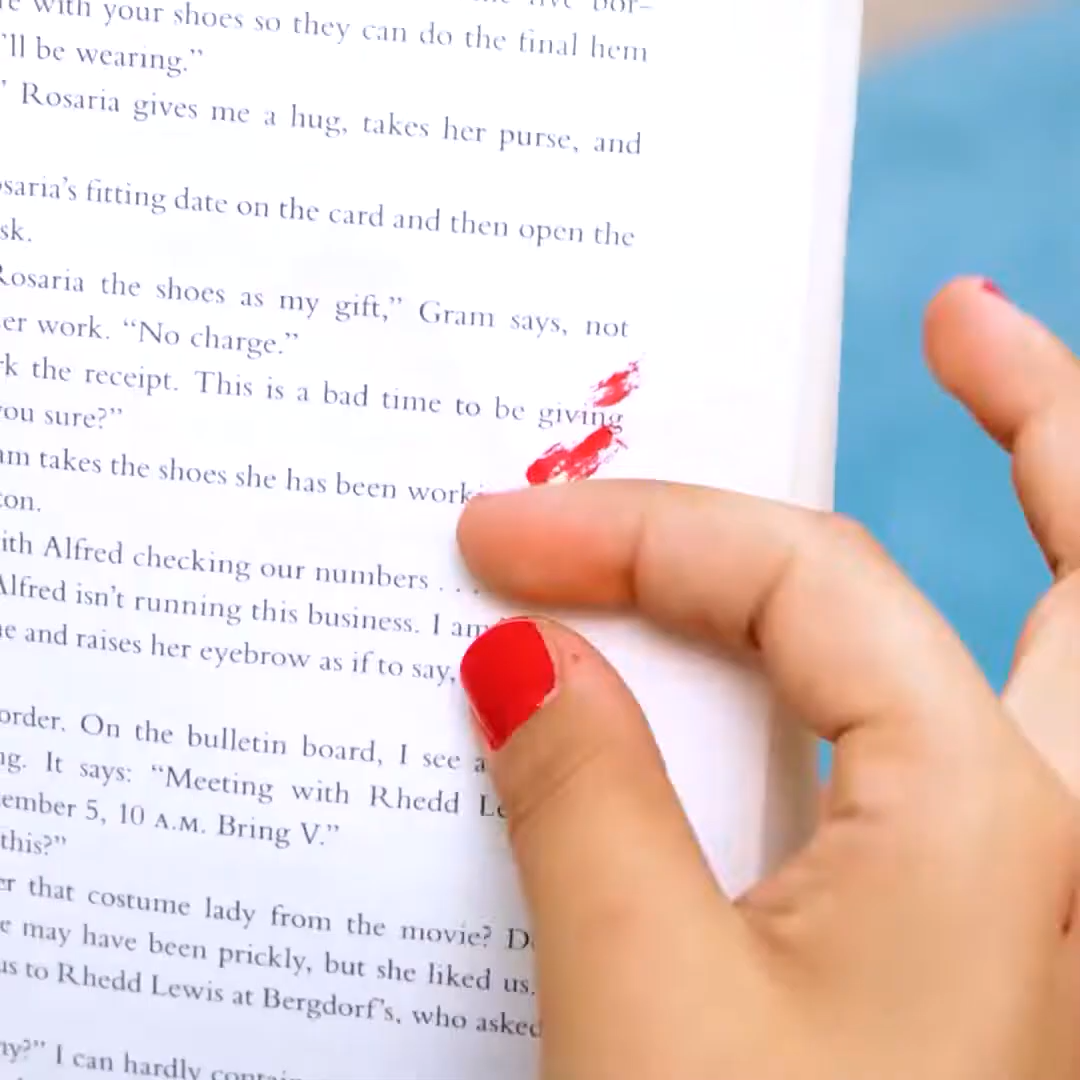 with your shoes so they can do the final hem
'll be wearing.”
Rosaria gives me a hug, takes her purse, and
saria's fitting date on the card and then open the
sk.
Rosaria the shoes as my gift,” Gram says, not
er work. “No charge.”
rk the receipt. This is a bad time to be giving
you sure?”
am takes the shoes she has been work
ton.
ith Alfred checking our numbers . . .
Alfred isn't running this business. I am
e and raises her eyebrow as if to say,
order. On the bulletin board, I see a
ng. It says: “Meeting with Rhedd Le
ember 5, 10 A.M. Bring V.”
this?”
er that costume lady from the movie? D
e may have been prickly, but she liked us.
us to Rhedd Lewis at Bergdorf's, who asked
hy?” I can hardly contain